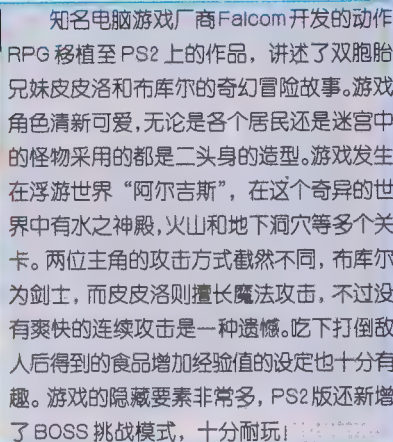 知名电脑游戏厂商Falcom开发的动作
RPG移植至PS2上的作品，讲述了双胞胎
兄妹皮皮洛和布库尔的奇幻冒险故事。游戏
角色清新可爱，无论是各个居民还是迷宫中
的怪物采用的都是二头身的造型。游戏发生
在浮游世界“阿尔吉斯”，在这个奇异的世
界中有水之神殿，火山和地下洞穴等多个关
卡。两位主角的攻击方式截然不同，布库尔
为剑士，而皮皮洛则擅长魔法攻击，不过没
有爽快的连续攻击是一种遗憾。吃下打倒敌
人后得到的食品增加经验值的设定也十分有
趣。游戏的隐藏要素非常多，PS2版还新增
了BOSS挑战模式，十分耐玩！